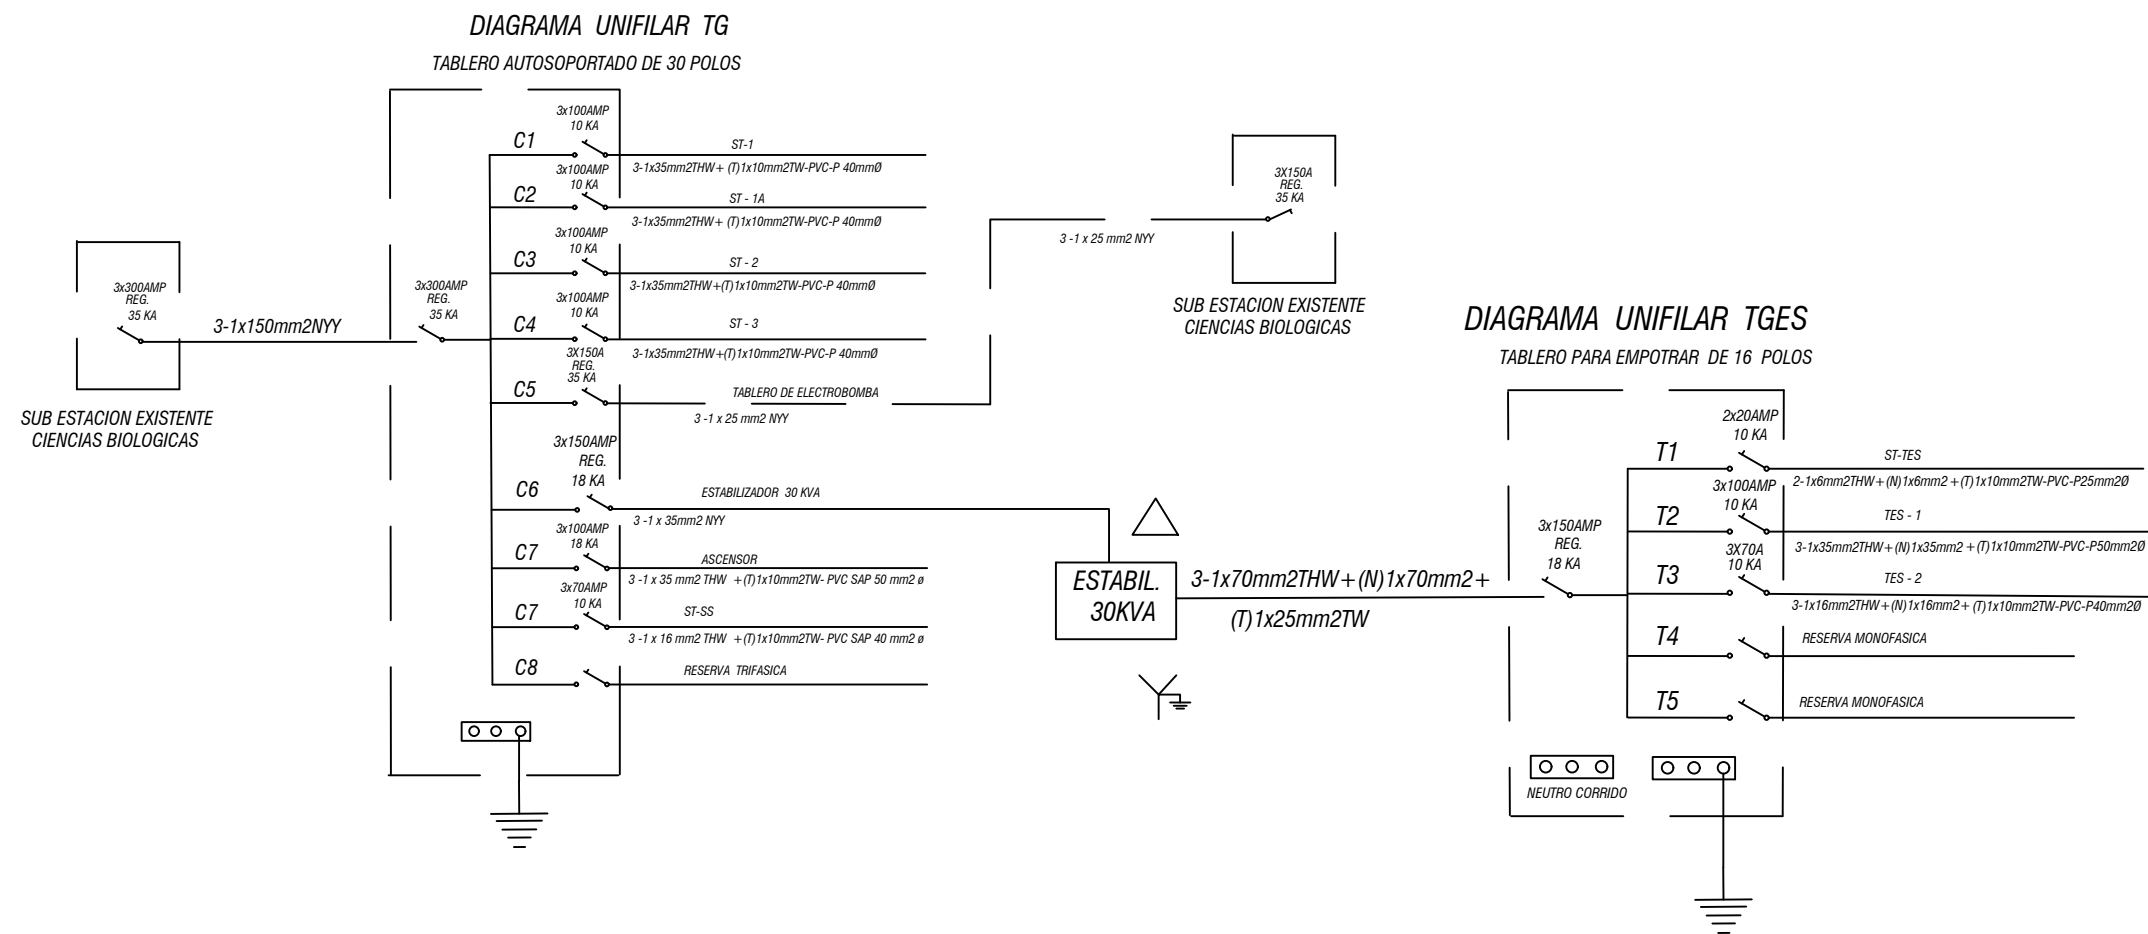 DIAGRAMA UNIFILAR TG
TABLERO AUTOSOPORTADO DE 30 POLOS
3x300AMP
REG.
35 KA
3-1x150mm2NYY
SUB ESTACION EXISTENTE
CIENCIAS BIOLOGICAS
3x300AMP
REG.
35 KA
C1
3x100AMP
10 KA
ST-1
3-1x35mm2THW+ (T)1x10mm2TW-PVC-P 40mmØ
C2
3x100AMP
10 KA
ST - 1A
3-1x35mm2THW+ (T)1x10mm2TW-PVC-P 40mmØ
C3
3x100AMP
10 KA
ST - 2
3-1x35mm2THW+(T)1x10mm2TW-PVC-P 40mmØ
C4
3x100AMP
10 KA
ST - 3
3-1x35mm2THW+(T)1x10mm2TW-PVC-P 40mmØ
C5
3X150A
REG.
35 KA
TABLERO DE ELECTROBOMBA
3 -1 x 25 mm2 NYY
C6
3x150AMP
REG.
18 KA
ESTABILIZADOR 30 KVA
3 -1 x 35mm2 NYY
C7
3x100AMP
18 KA
ASCENSOR
3 -1 x 35 mm2 THW +(T)1x10mm2TW- PVC SAP 50 mm2 ø
C7
3x70AMP
10 KA
ST-SS
3 -1 x 16 mm2 THW +(T)1x10mm2TW- PVC SAP 40 mm2 ø
C8
RESERVA TRIFASICA
3 -1 x 25 mm2 NYY
3X150A
REG.
35 KA
SUB ESTACION EXISTENTE
CIENCIAS BIOLOGICAS
ESTABIL.
30KVA
3-1x70mm2THW+(N)1x70mm2+
(T)1x25mm2TW
DIAGRAMA UNIFILAR TGES
TABLERO PARA EMPOTRAR DE 16 POLOS
3x150AMP
REG.
18 KA
T1
2x20AMP
10 KA
ST-TES
2-1x6mm2THW+(N)1x6mm2 +(T)1x10mm2TW-PVC-P25mm2Ø
T2
3x100AMP
10 KA
TES - 1
3-1x35mm2THW+(N)1x35mm2 +(T)1x10mm2TW-PVC-P50mm2Ø
T3
3X70A
10 KA
TES - 2
3-1x16mm2THW+(N)1x16mm2+ (T)1x10mm2TW-PVC-P40mm2Ø
T4
RESERVA MONOFASICA
T5
RESERVA MONOFASICA
NEUTRO CORRIDO